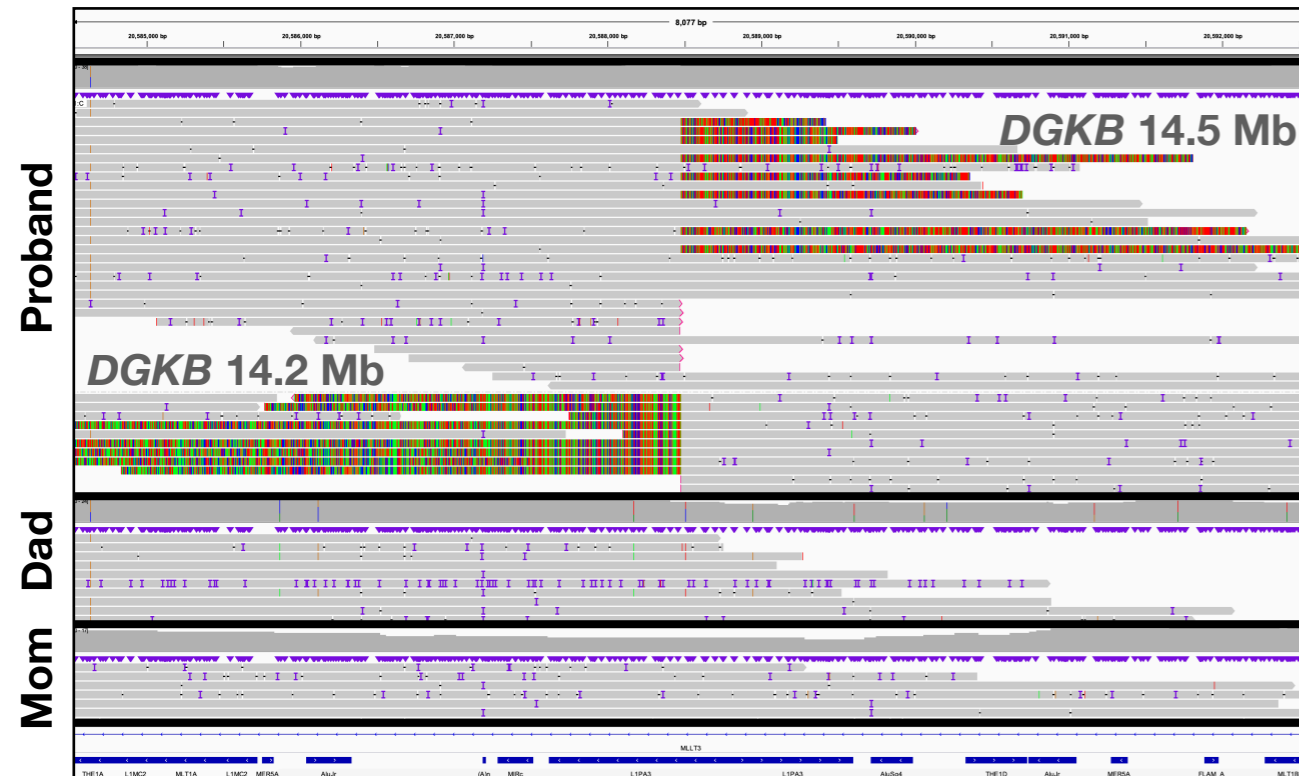 8,077 bp
20,585,000 bp 20,586,000 bp 20,587,000 bp 20,588,000 bp 20,589,000 bp 20,590,000 bp 20,591,000 bp 20,592,000 bp
Proband
DGKB 14.5 Mb
DGKB 14.2 Mb
Dad
Mom
MLLT3
THE1A L1MC2 MLT1A L1MC2 MER5A AluJr (A)n MIRc L1PA3 L1PA3 AluSq4 THE1D AluJr MER5A FLAM_A